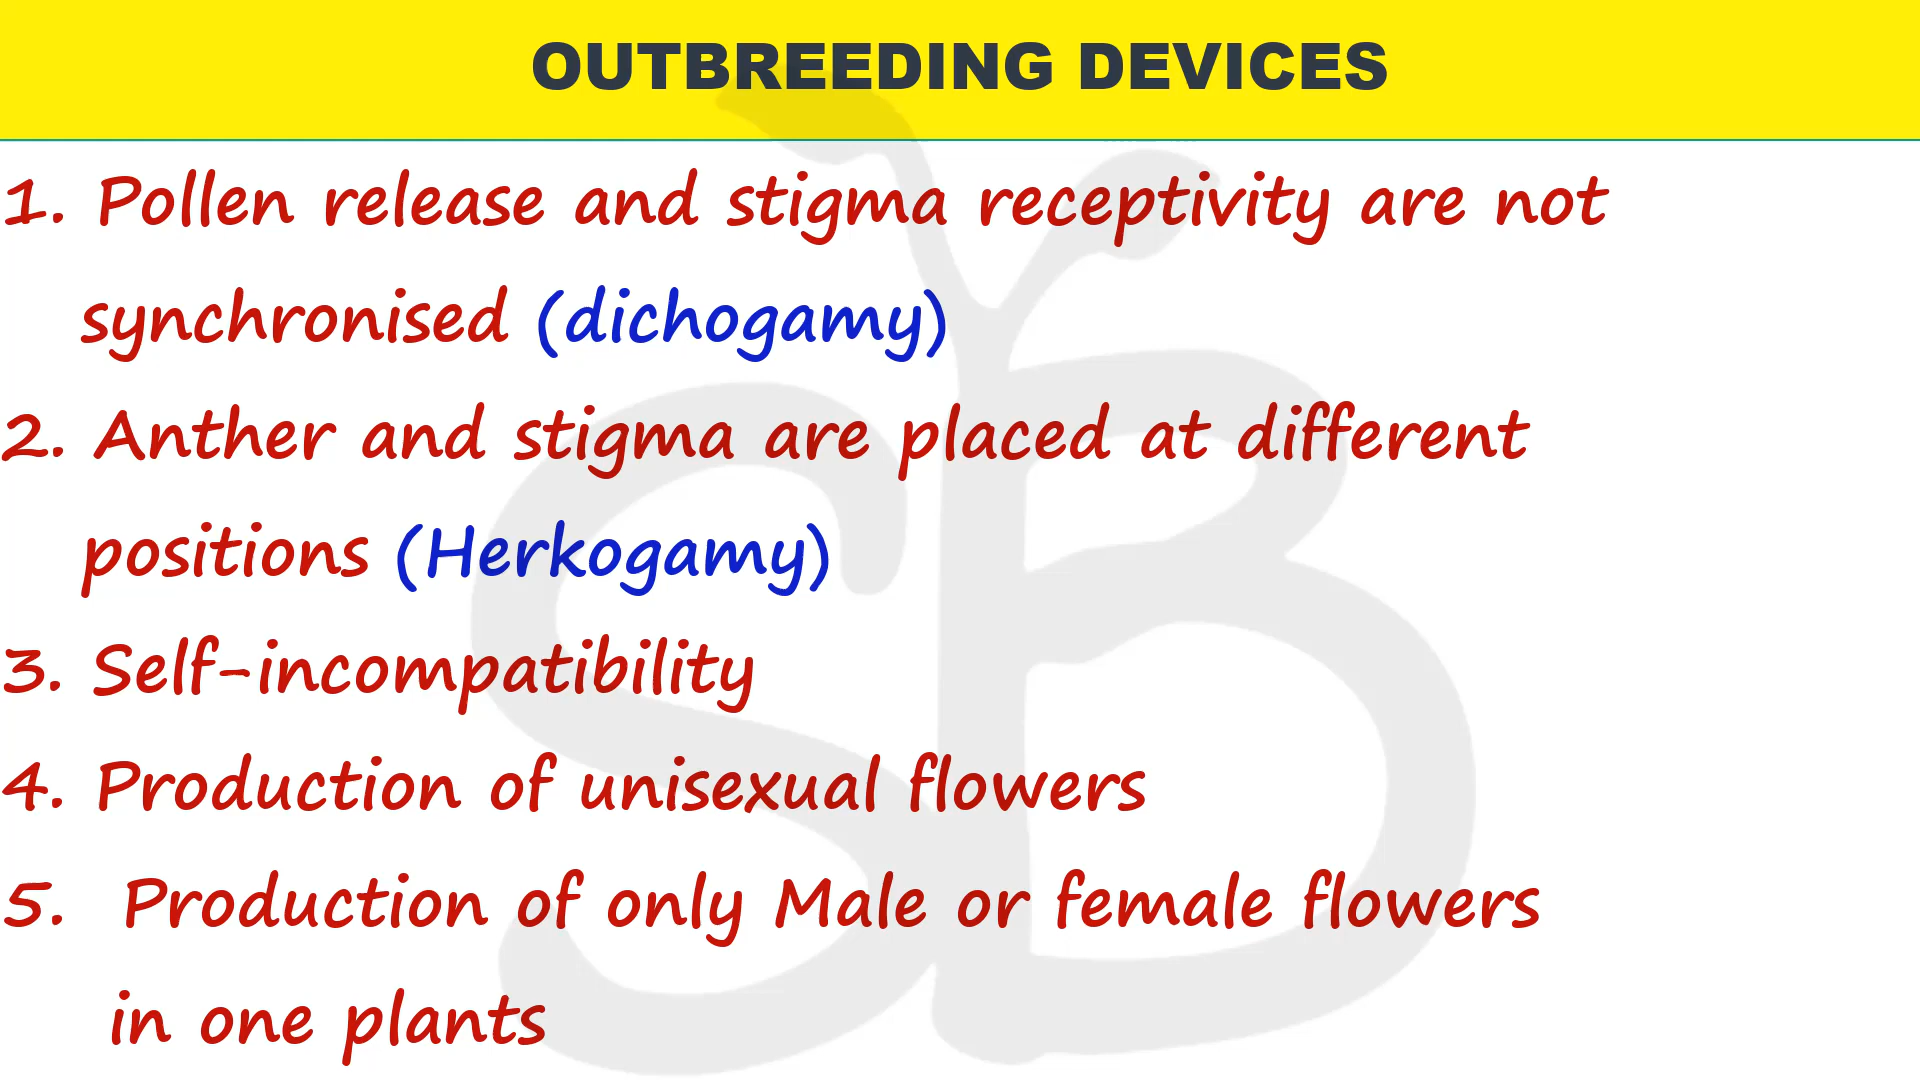 OUTBREEDING DEVICES
1. Pollen release and stigma receptivity are not
synchronised (dichogamy)
2. Anther and stigma are placed at different
positions (Herkogamy)
3. Self-incompatibility
4. Production of unisexual flowers
5. Production of only Male or female flowers
in one plants
SB